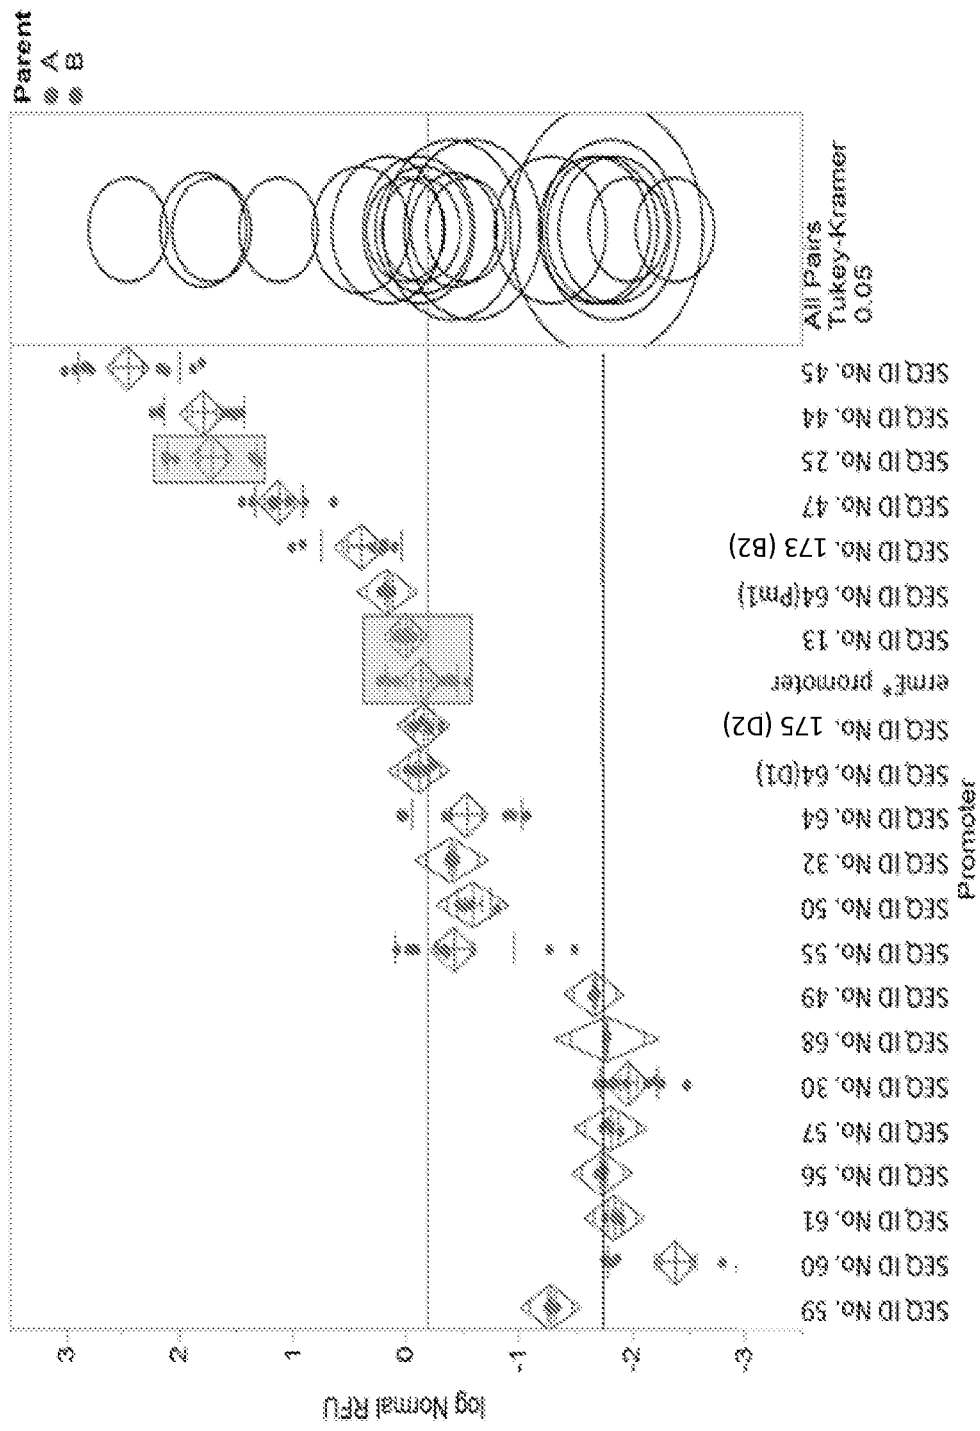 Parent
A
B
All Pairs
Tukey-Kramer
0.05
SEQ ID No. 45
SEQ ID No. 44
SEQ ID No. 25
SEQ ID No. 47
SEQ ID No. 173 (B2)
SEQ ID No. 64(Pm1)
SEQ ID No. 13
ermE* promoter
SEQ ID No. 175 (D2)
SEQ ID No. 64(D1)
SEQ ID No. 64
SEQ ID No. 32
SEQ ID No. 50
SEQ ID No. 55
SEQ ID No. 49
SEQ ID No. 68
SEQ ID No. 30
SEQ ID No. 57
SEQ ID No. 56
SEQ ID No. 61
SEQ ID No. 60
SEQ ID No. 59
Promoter
3
2
1
0
-1
-2
-3
log Normal RFU